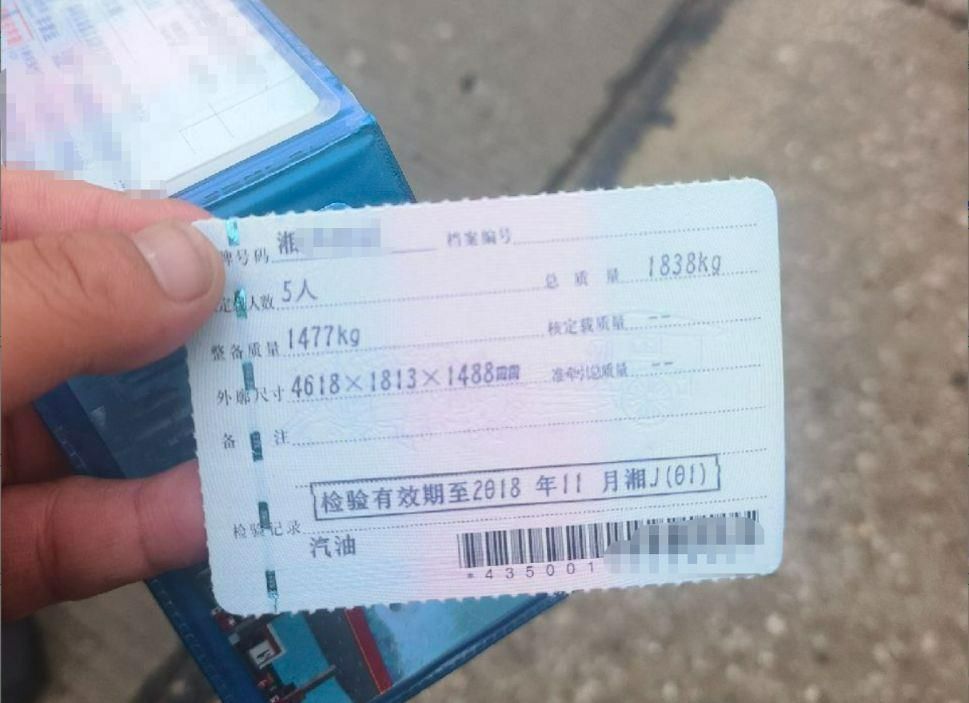 牌号码 湘 档案编号
定载人数 5人 总质量 1838kg
整备质量 1477kg 核定载质量 --
外廓尺寸 4618×1813×1488㎜ 准牵引总质量 --
备注
检验有效期至2018 年11 月湘J(01)
检验记录
汽油
*435001